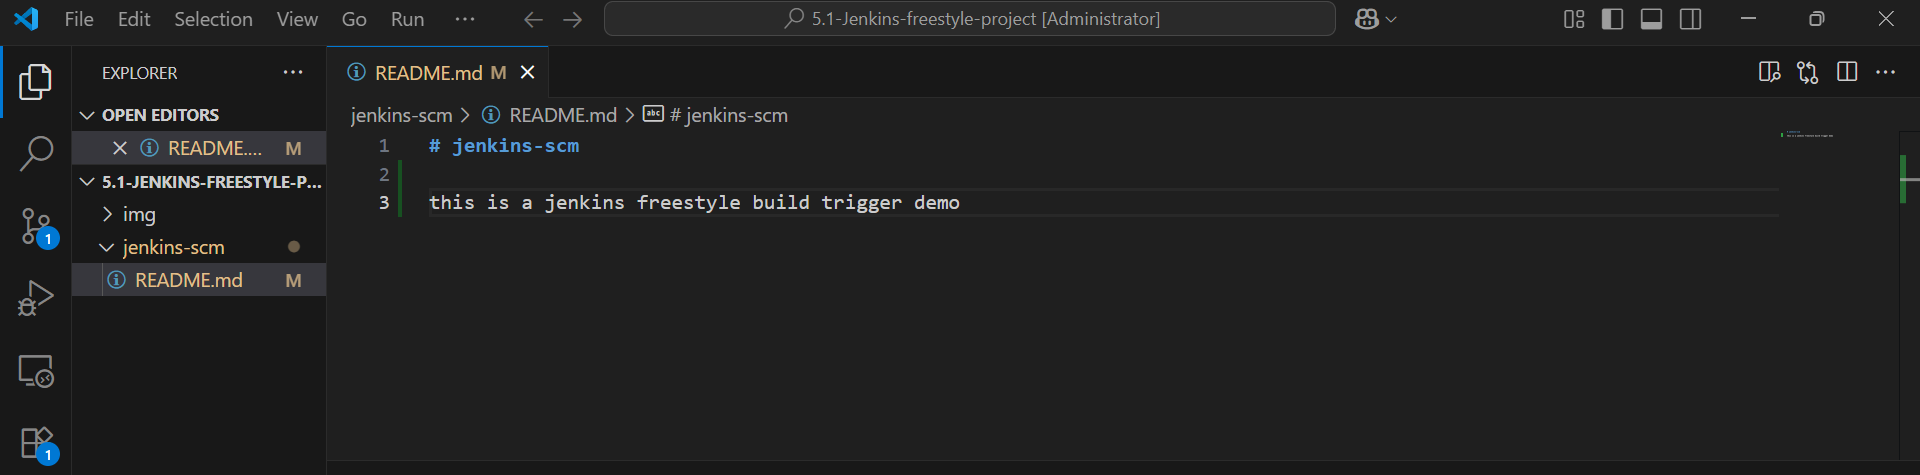 File Edit Selection View Go Run ··· 5.1-Jenkins-freestyle-project [Administrator]
EXPLORER ···
OPEN EDITORS
README.... M
5.1-JENKINS-FREESTYLE-P...
img
jenkins-scm
README.md M
1
1
README.md M
jenkins-scm > README.md > abc # jenkins-scm
1 # jenkins-scm
2
3 this is a jenkins freestyle build trigger demo